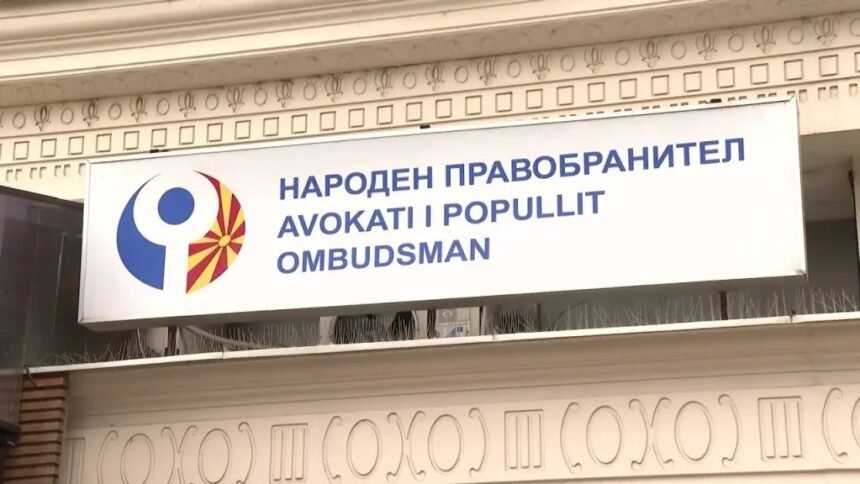 НАРОДЕН ПРАВОБРАНИТЕЛ
AVOKATI I POPULLIT
OMBUDSMAN